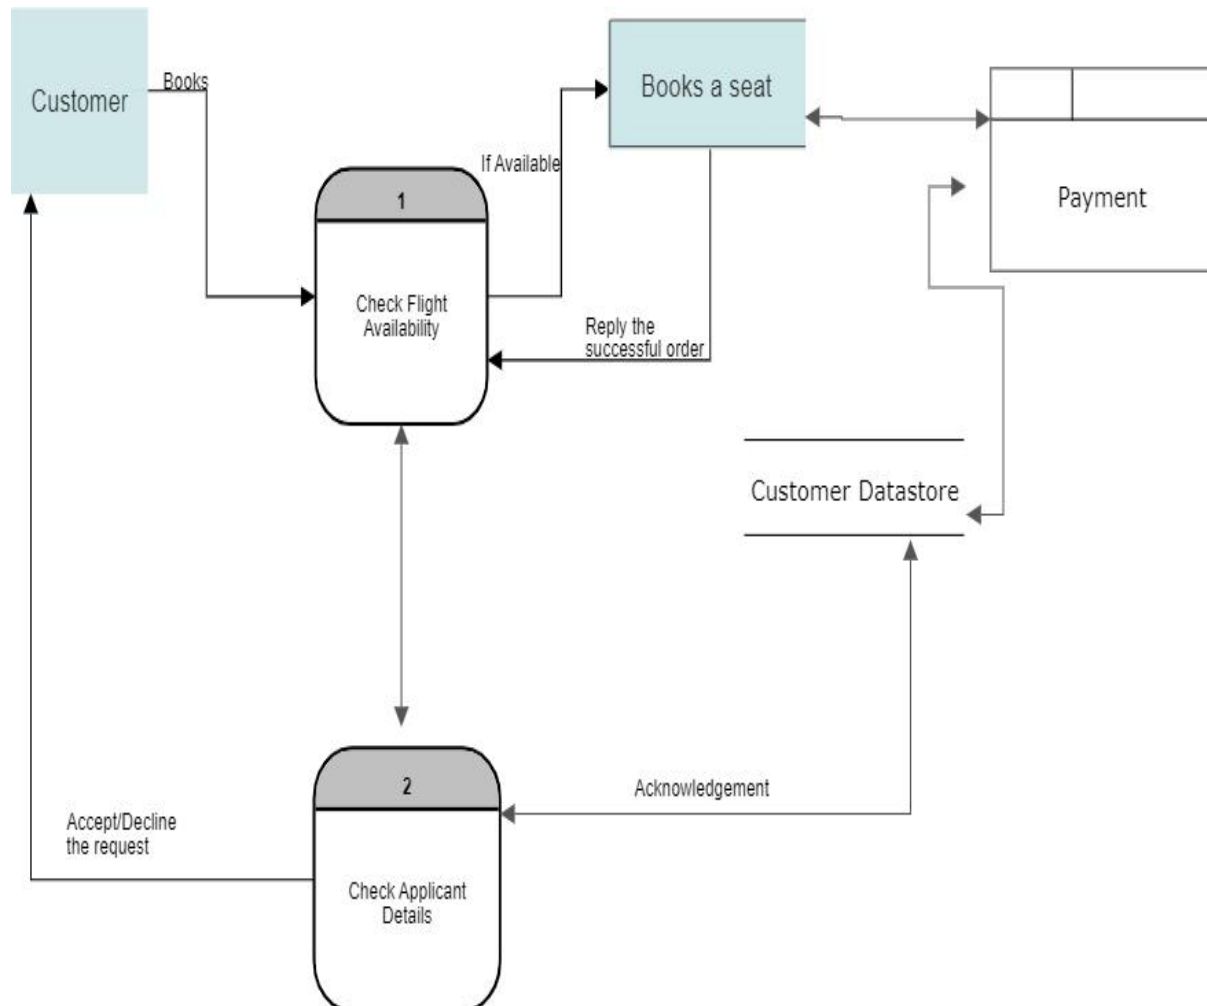 Customer
Books
Books a seat
If Available
1
Check Flight
Availability
Payment
Reply the
successful order
Customer Datastore
2
Acknowledgement
Accept/Decline
the request
Check Applicant
Details